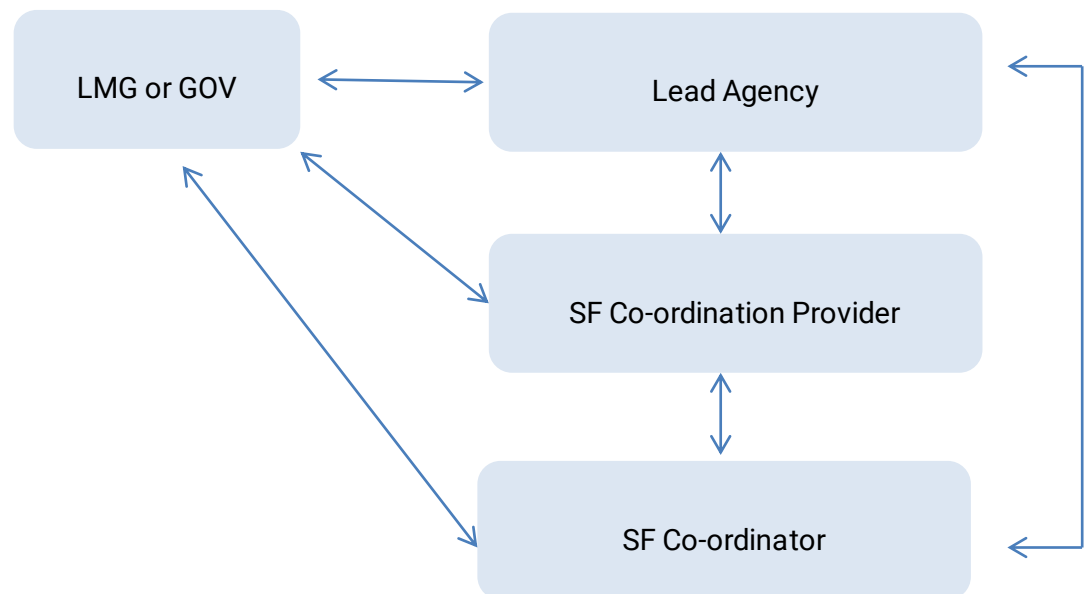 LMG or GOV
Lead Agency
SF Co-ordination Provider
SF Co-ordinator